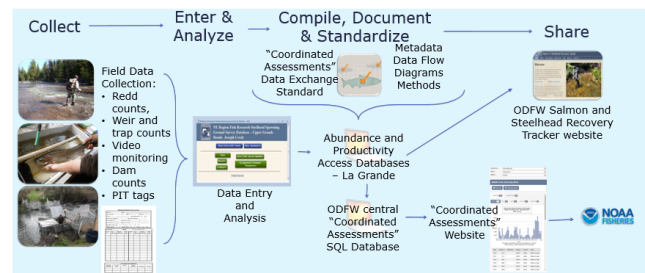 Collect
Enter &
Analyze
Compile, Document
& Standardize
Share
Field Data
Collection:
• Redd
counts,
• Weir and
trap counts
• Video
monitoring
• Dam
counts
• PIT tags
Data Entry
and
Analysis
“Coordinated
Assessments”
Data Exchange
Standard
Metadata
Data Flow
Diagrams
Methods
Abundance and
Productivity
Access Databases
– La Grande
ODFW central
“Coordinated
Assessments”
SQL Database
ODFW Salmon and
Steelhead Recovery
Tracker website
“Coordinated
Assessments”
Website
NOAA
FISHERIES